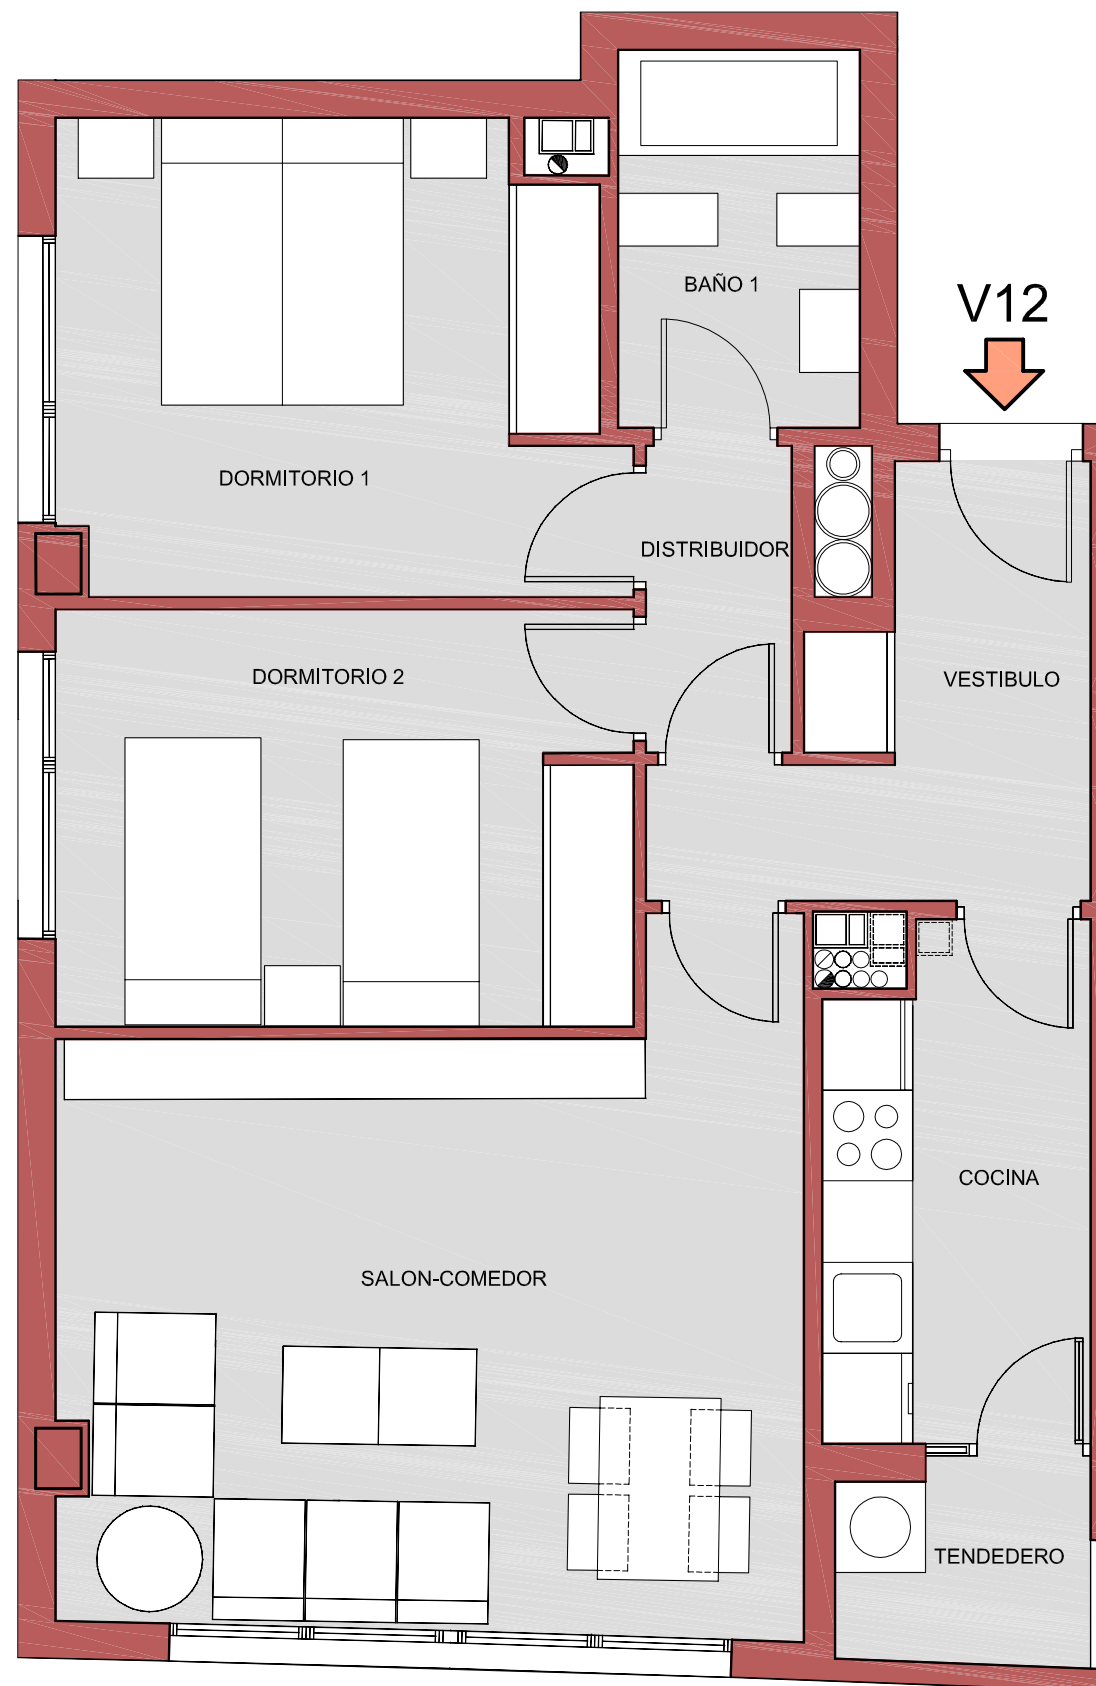 BAÑO 1
V12
DORMITORIO 1
DISTRIBUIDOR
DORMITORIO 2
VESTIBULO
COCINA
SALON-COMEDOR
TENDEDERO